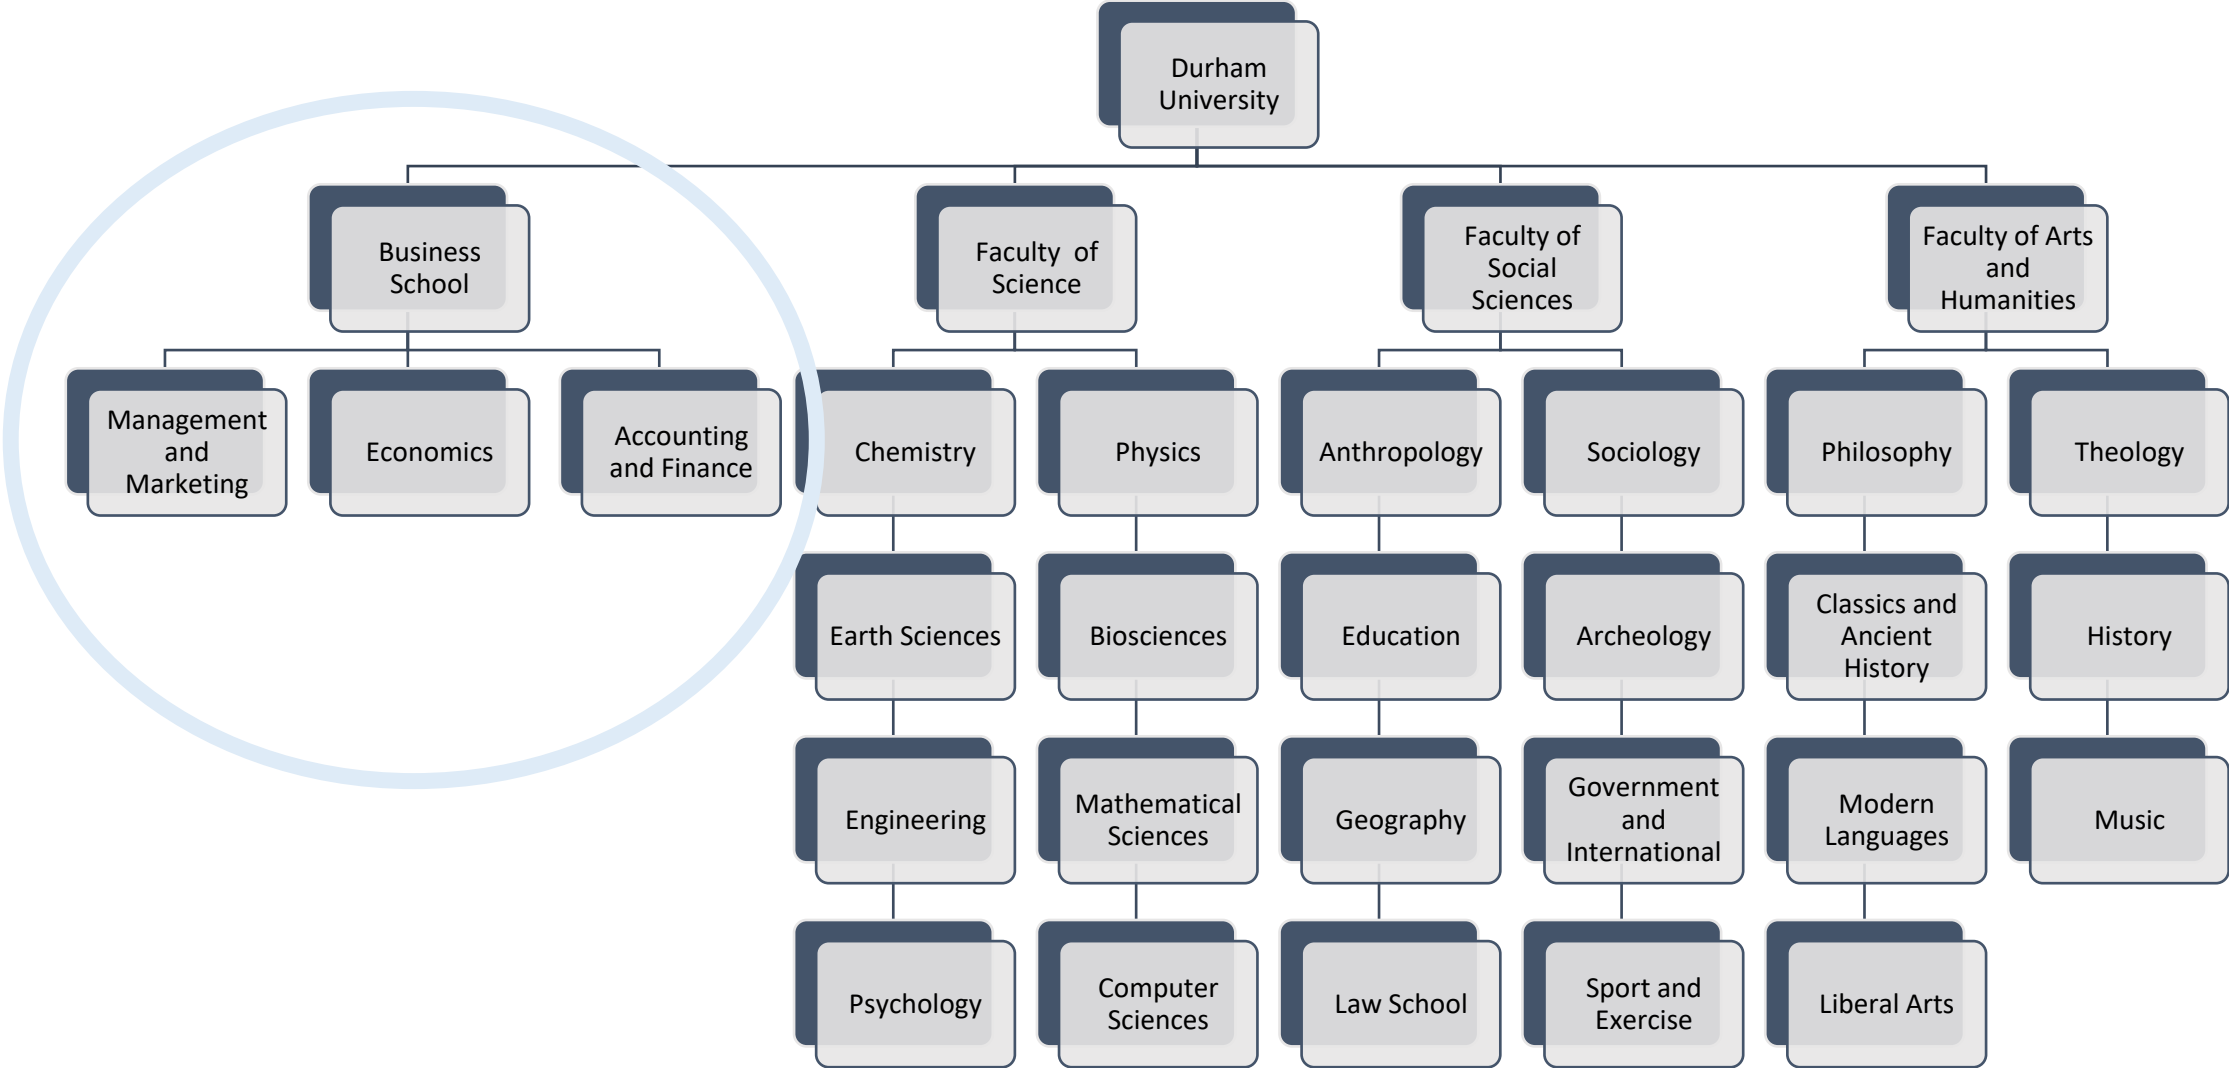 Durham
University
Business
School
Faculty  of
Science
Faculty of
Social
Sciences
Faculty of Arts
and
Humanities
Management
and
Marketing
Economics
Accounting
and Finance
Chemistry
Physics
Anthropology
Sociology
Philosophy
Theology
Earth Sciences
Biosciences
Education
Archeology
Classics and
Ancient
History
History
Engineering
Mathematical
Sciences
Geography
Government
and
International
Modern
Languages
Music
Psychology
Computer
Sciences
Law School
Sport and
Exercise
Liberal Arts